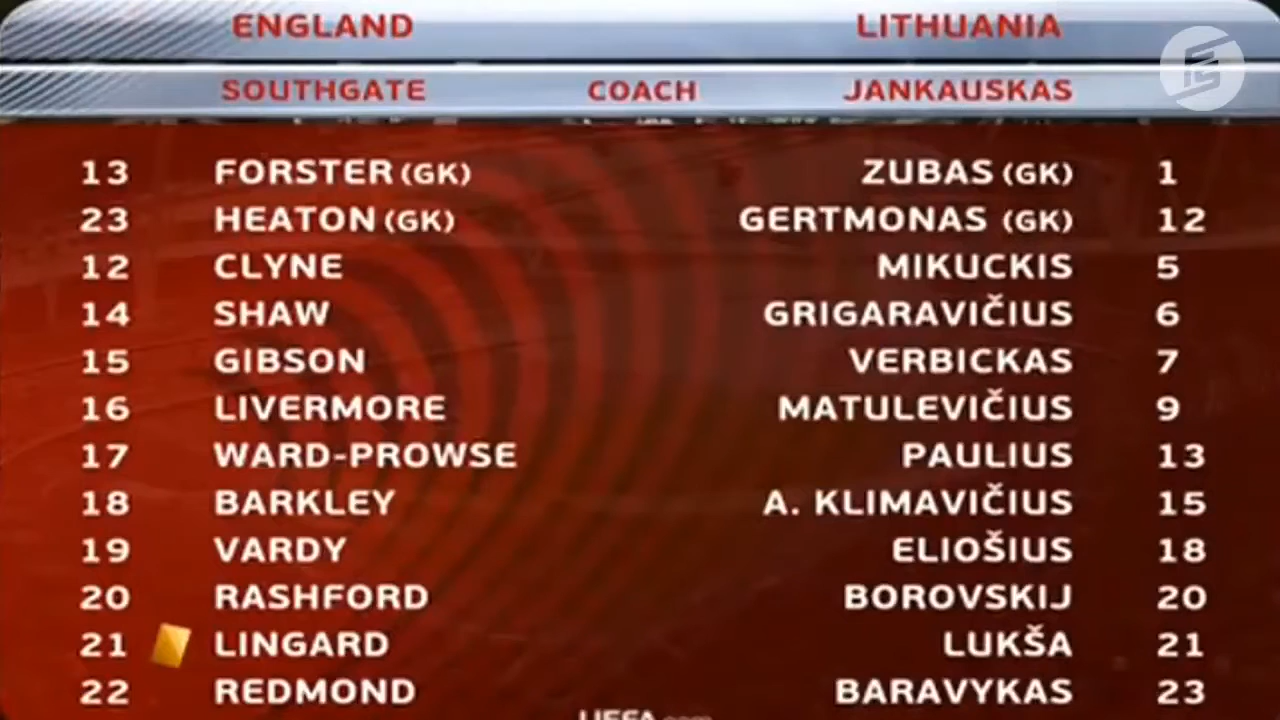 ENGLAND LITHUANIA
SOUTHGATE COACH JANKAUSKAS
13 FORSTER (GK) ZUBAS (GK) 1
23 HEATON (GK) GERTMONAS (GK) 12
12 CLYNE MIKUCKIS 5
14 SHAW GRIGARAVIČIUS 6
15 GIBSON VERBICKAS 7
16 LIVERMORE MATULEVIČIUS 9
17 WARD-PROWSE PAULIUS 13
18 BARKLEY A. KLIMAVIČIUS 15
19 VARDY ELIOŠIUS 18
20 RASHFORD BOROVSKIJ 20
21 LINGARD LUKŠA 21
22 REDMOND BARAVYKAS 23
UEFA.com